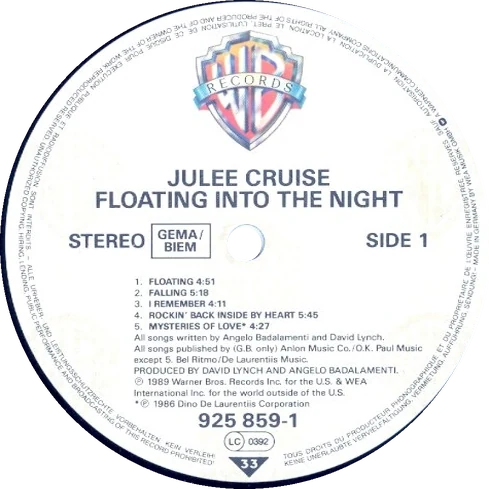 WB
RECORDS
JULEE CRUISE
FLOATING INTO THE NIGHT
STEREO GEMA/ BIEM SIDE 1
1. FLOATING 4:51
2. FALLING 5:18
3. I REMEMBER 4:11
4. ROCKIN' BACK INSIDE BY HEART 5:45
5. MYSTERIES OF LOVE* 4:27
All songs written by Angelo Badalamenti and David Lynch.
All songs published by (G.B. only) Anlon Music Co./O.K. Paul Music
except 5. Bel Ritmo/De Laurentiis Music.
PRODUCED BY DAVID LYNCH AND ANGELO BADALAMENTI.
℗ 1989 Warner Bros. Records Inc. for the U.S. & WEA
International Inc. for the world outside of the U.S.
* ℗ 1986 Dino De Laurentiis Corporation
925 859-1
LC 0392
33